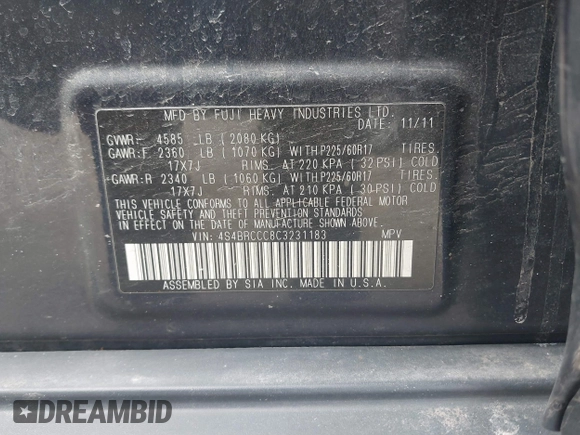 MFD BY FUJI HEAVY INDUSTRIES LTD.
DATE: 11/11
GVWR: 4585 LB ( 2080 KG)
GAWR:F 2360 LB ( 1070 KG) WITH:P225/60R17 TIRES.
17X7J RIMS. AT 220 KPA ( 32 PSI) COLD
GAWR:R 2340 LB ( 1060 KG) WITH:P225/60R17 TIRES.
17X7J RIMS. AT 210 KPA ( 30 PSI) COLD
THIS VEHICLE CONFORMS TO ALL APPLICABLE FEDERAL MOTOR
VEHICLE SAFETY AND THEFT PREVENTION STANDARDS IN
EFFECT ON THE DATE OF MANUFACTURE SHOWN ABOVE.
VIN: 4S4BRCCC8C3231183 MPV
ASSEMBLED BY SIA INC. MADE IN U.S.A.
DREAMBID